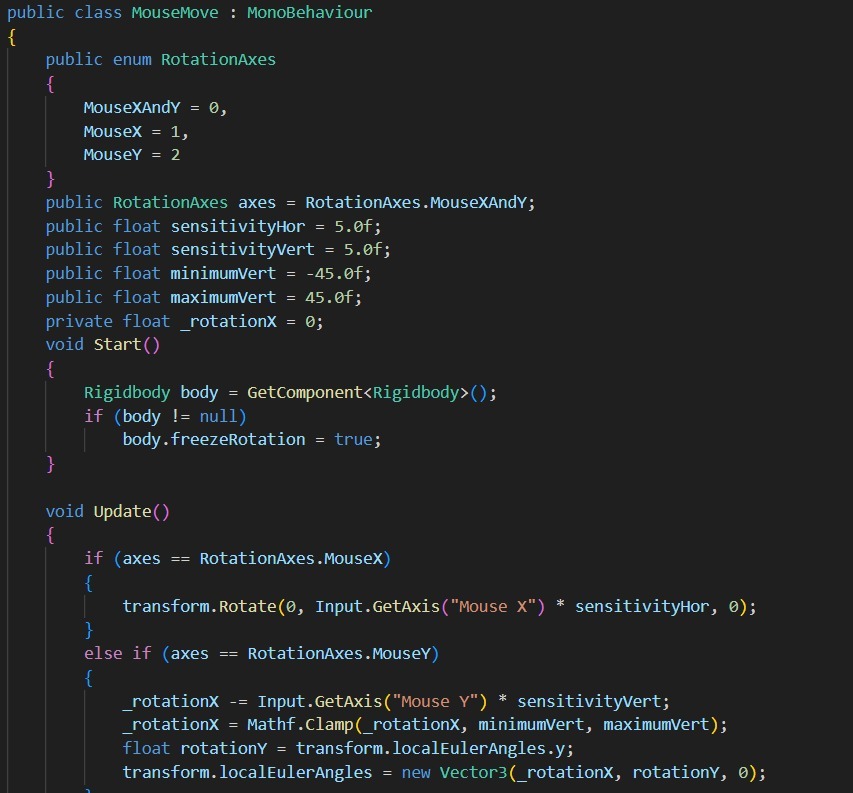 public class MouseMove : MonoBehaviour
{
    public enum RotationAxes
    {
        MouseXAndY = 0,
        MouseX = 1,
        MouseY = 2
    }
    public RotationAxes axes = RotationAxes.MouseXAndY;
    public float sensitivityHor = 5.0f;
    public float sensitivityVert = 5.0f;
    public float minimumVert = -45.0f;
    public float maximumVert = 45.0f;
    private float _rotationX = 0;
    void Start()
    {
        Rigidbody body = GetComponent<Rigidbody>();
        if (body != null)
            body.freezeRotation = true;
    }

    void Update()
    {
        if (axes == RotationAxes.MouseX)
        {
            transform.Rotate(0, Input.GetAxis("Mouse X") * sensitivityHor, 0);
        }
        else if (axes == RotationAxes.MouseY)
        {
            _rotationX -= Input.GetAxis("Mouse Y") * sensitivityVert;
            _rotationX = Mathf.Clamp(_rotationX, minimumVert, maximumVert);
            float rotationY = transform.localEulerAngles.y;
            transform.localEulerAngles = new Vector3(_rotationX, rotationY, 0);
        }